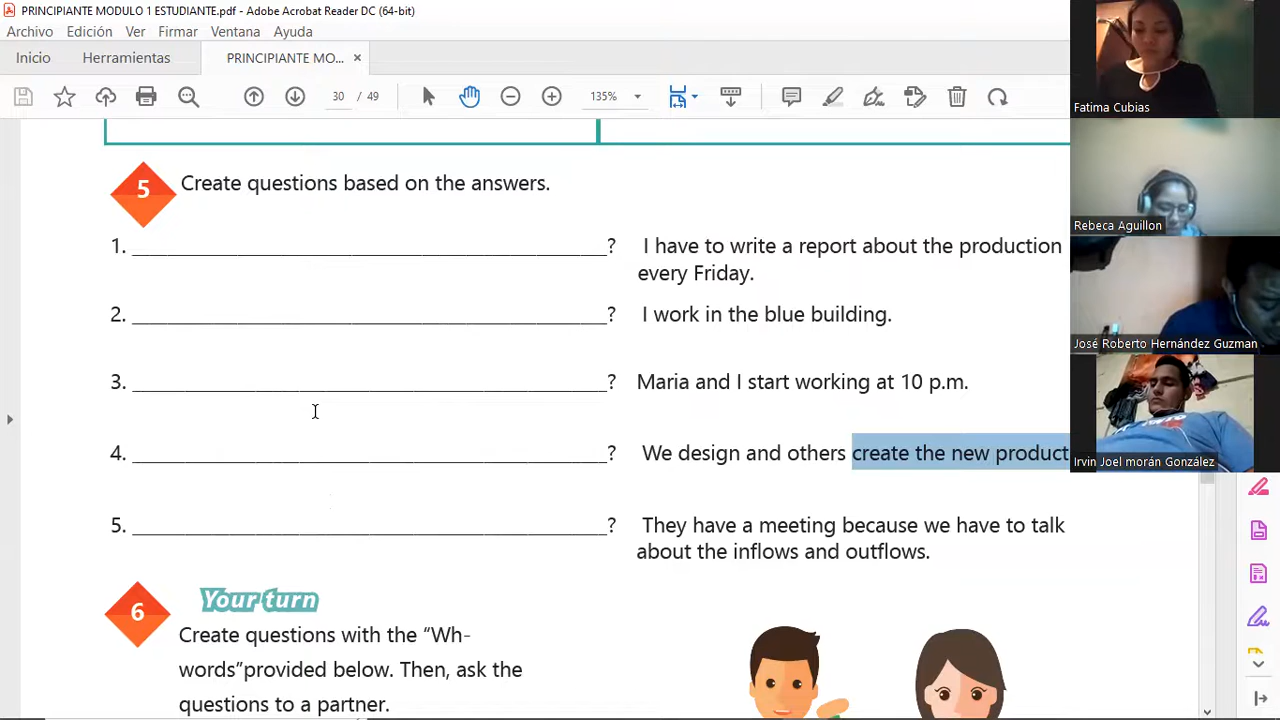 PRINCIPIANTE MODULO 1 ESTUDIANTE.pdf - Adobe Acrobat Reader DC (64-bit)
Archivo Edición Ver Firmar Ventana Ayuda
Inicio Herramientas PRINCIPIANTE MO... ×
30 / 49 135%
5 Create questions based on the answers.
1. ________________________________________? I have to write a report about the production
every Friday.
2. ________________________________________? I work in the blue building.
3. ________________________________________? Maria and I start working at 10 p.m.
4. ________________________________________? We design and others create the new product
5. ________________________________________? They have a meeting because we have to talk
about the inflows and outflows.
6 Your turn
Create questions with the “Wh-
words”provided below. Then, ask the
questions to a partner.
Fatima Cubias
Rebeca Aguillon
José Roberto Hernández Guzman
Irvin Joel morán González